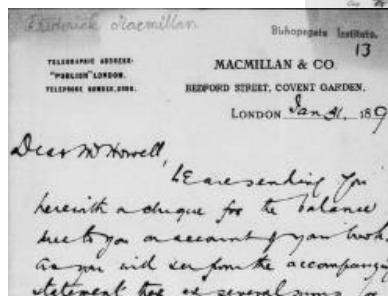 Frederick Macmillan
Bishopsgate Institute.
13
TELEGRAPHIC ADDRESS-
"PUBLISH" LONDON.
TELEPHONE NUMBER,
MACMILLAN & CO.
BEDFORD STREET, COVENT GARDEN,
LONDON Jan 31, 189
Dear Mr Howell,
We are sending you
herewith a cheque for the balance
due to you on account of your book.
As you will see from the accompanying
statement there are several sums